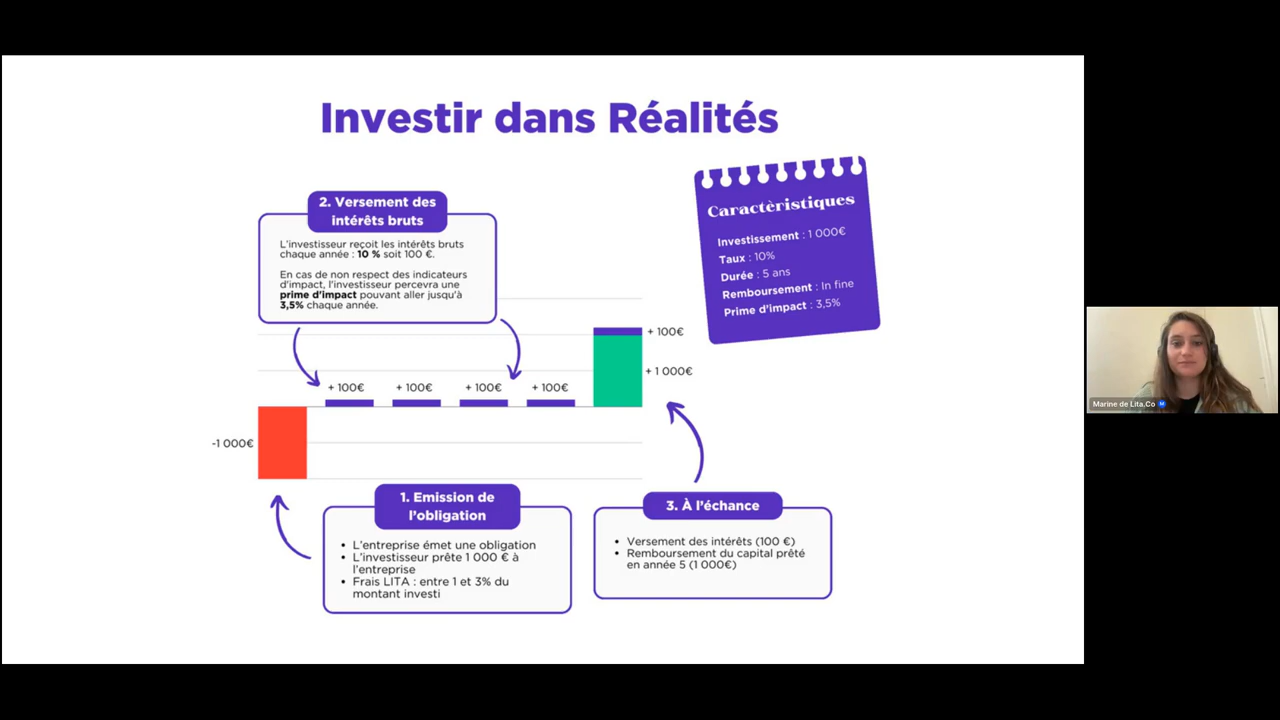 Investir dans Réalités
2. Versement des
intérêts bruts
L'investisseur reçoit les intérêts bruts
chaque année : 10 % soit 100 €.
En cas de non respect des indicateurs
d'impact, l'investisseur percevra une
prime d'impact pouvant aller jusqu'à
3,5% chaque année.
Caractèristiques
Investissement : 1 000€
Taux : 10%
Durée : 5 ans
Remboursement : In fine
Prime d'impact : 3,5%
+ 100€
+ 1 000€
+ 100€
+ 100€
+ 100€
+ 100€
-1 000€
1. Emission de
l'obligation
L'entreprise émet une obligation
L'investisseur prête 1 000 € à
l'entreprise
Frais LITA : entre 1 et 3% du
montant investi
3. À l'échance
Versement des intérêts (100 €)
Remboursement du capital prêté
en année 5 (1 000€)
Marine de Lita.Co